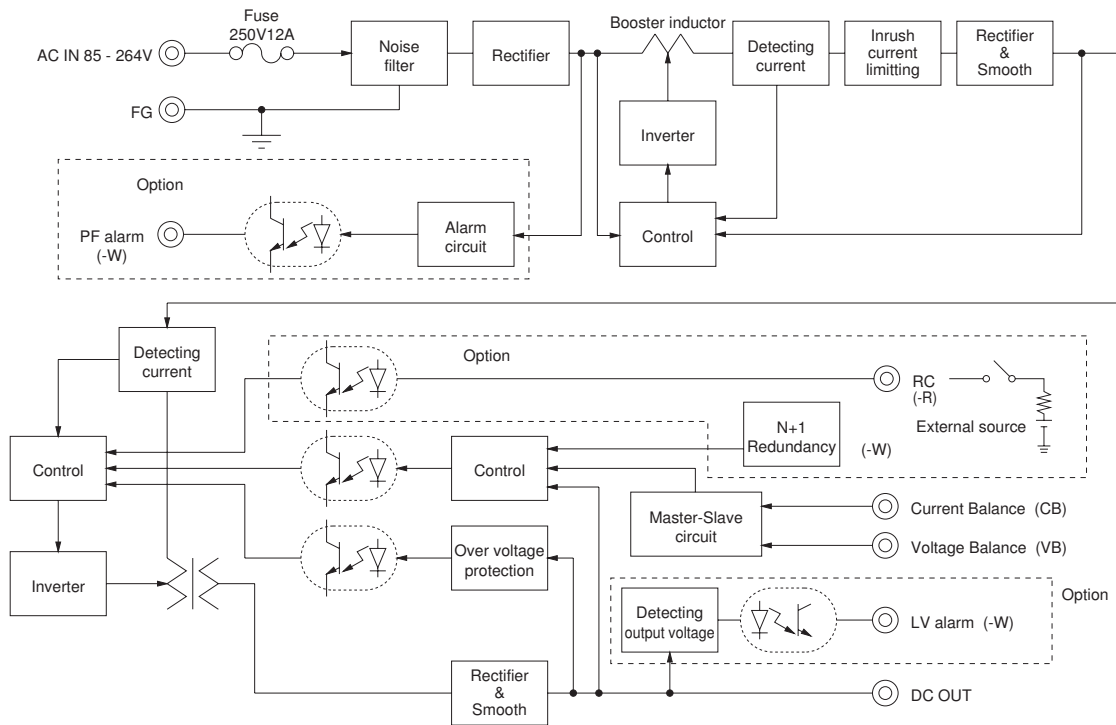 Fuse
250V12A
AC IN 85 - 264V
Noise
filter
Rectifier
Booster inductor
Detecting
current
Inrush
current
limitting
Rectifier
&
Smooth
FG
Inverter
Option
PF alarm
(-W)
Alarm
circuit
Control
Detecting
current
Option
RC
(-R)
External source
N+1
Redundancy
(-W)
Control
Control
Master-Slave
circuit
Current Balance (CB)
Voltage Balance (VB)
Over voltage
protection
Inverter
Option
Detecting
output voltage
LV alarm (-W)
Rectifier
&
Smooth
DC OUT